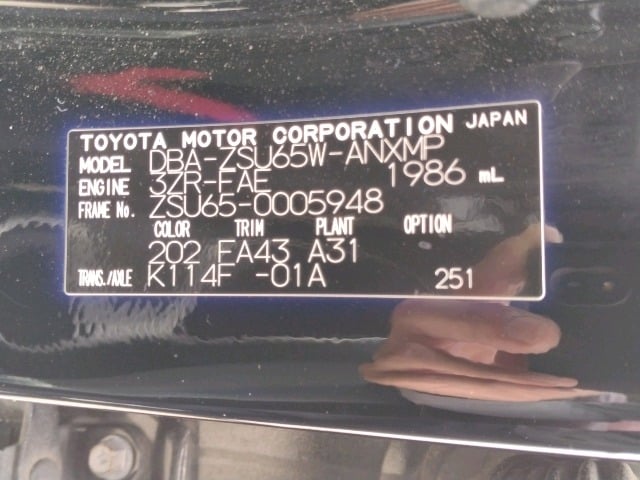 TOYOTA MOTOR CORPORATION JAPAN
MODEL DBA-ZSU65W-ANXMP
ENGINE 3ZR-FAE 1986 mL
FRAME No. ZSU65-0005948
COLOR TRIM PLANT OPTION
202 FA43 A31
TRANS./AXLE K114F -01A 251